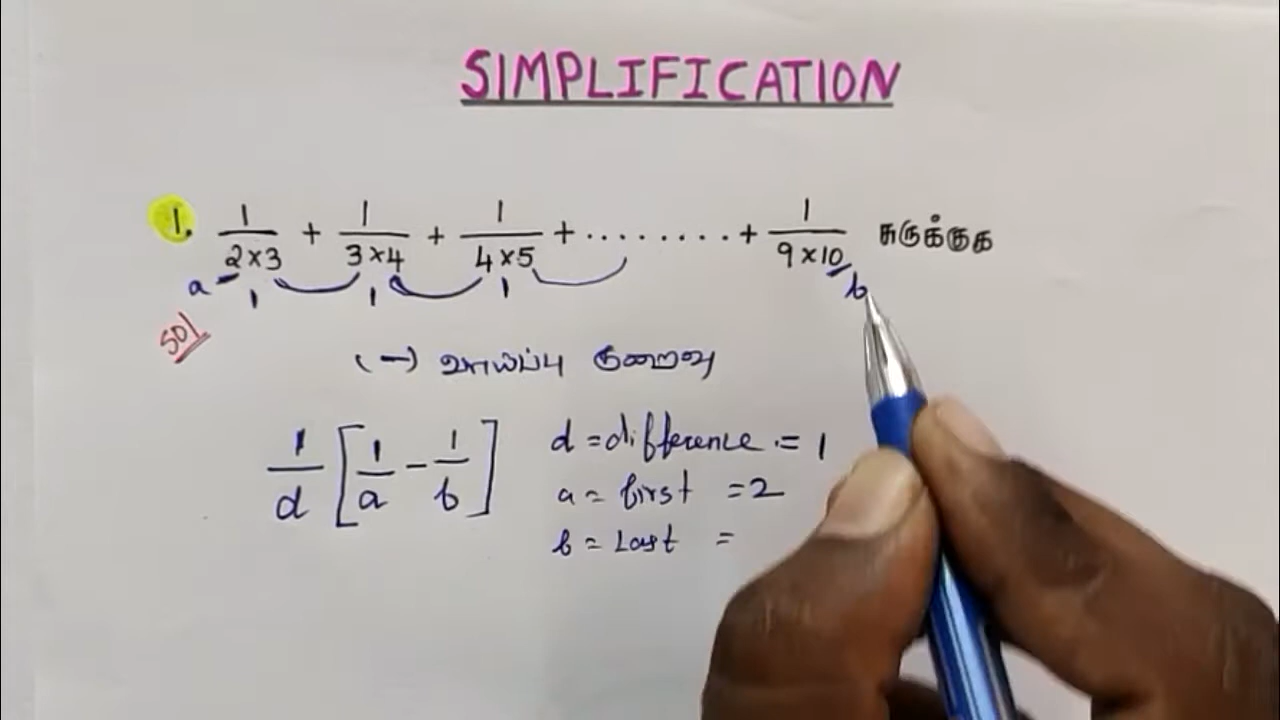 SIMPLIFICATION
1. 1/2×3 + 1/3×4 + 1/4×5 + ........ + 1/9×10 சுருக்குக
a 1 1 1 b
Sol
(−) வாய்ப்பு குறைவு
1/d [1/a − 1/b]
d = difference = 1
a = first = 2
b = Last =